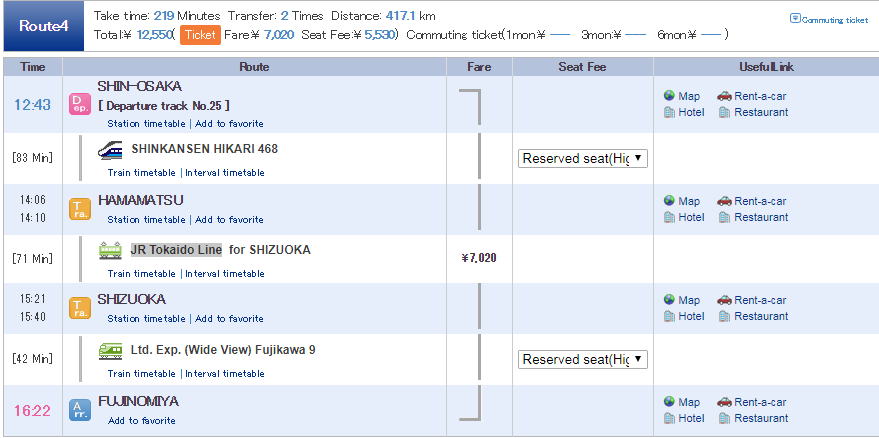 Route4
Take time: 219 Minutes Transfer: 2 Times Distance: 417.1 km
Total:¥ 12,550( Ticket Fare:¥ 7,020 Seat Fee:¥ 5,530) Commuting ticket(1mon:¥ ── 3mon:¥ ── 6mon:¥ ── )
Commuting ticket
Time Route Fare Seat Fee UsefulLink
12:43 Dep. SHIN-OSAKA
[ Departure track No.25 ]
Station timetable | Add to favorite
Map Rent-a-car
Hotel Restaurant
[83 Min] SHINKANSEN HIKARI 468
Train timetable | Interval timetable
Reserved seat(Hig
14:06
14:10
Tra. HAMAMATSU
Station timetable | Add to favorite
Map Rent-a-car
Hotel Restaurant
[71 Min] JR Tokaido Line for SHIZUOKA
Train timetable | Interval timetable
¥7,020
15:21
15:40
Tra. SHIZUOKA
Station timetable | Add to favorite
Map Rent-a-car
Hotel Restaurant
[42 Min] Ltd. Exp. (Wide View) Fujikawa 9
Train timetable | Interval timetable
Reserved seat(Hig
16:22 Arr. FUJINOMIYA
Add to favorite
Map Rent-a-car
Hotel Restaurant